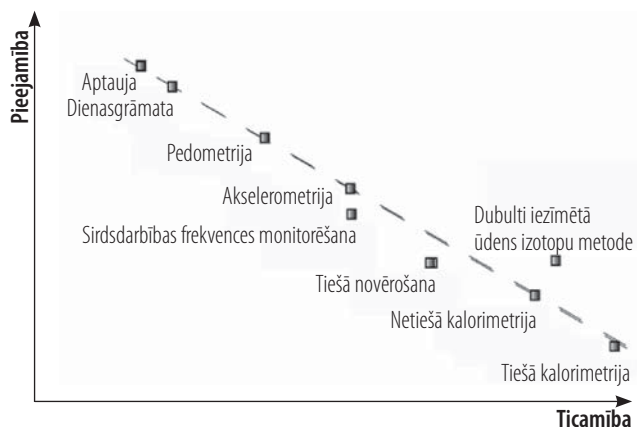 Pieejamība
Aptauja
Dienasgrāmata
Pedometrija
Akselerometrija
Sirdsdarbības frekvences monitorēšana
Dubulti iezīmētā
ūdens izotopu metode
Tiešā novērošana
Netiešā kalorimetrija
Tiešā kalorimetrija
Ticamība